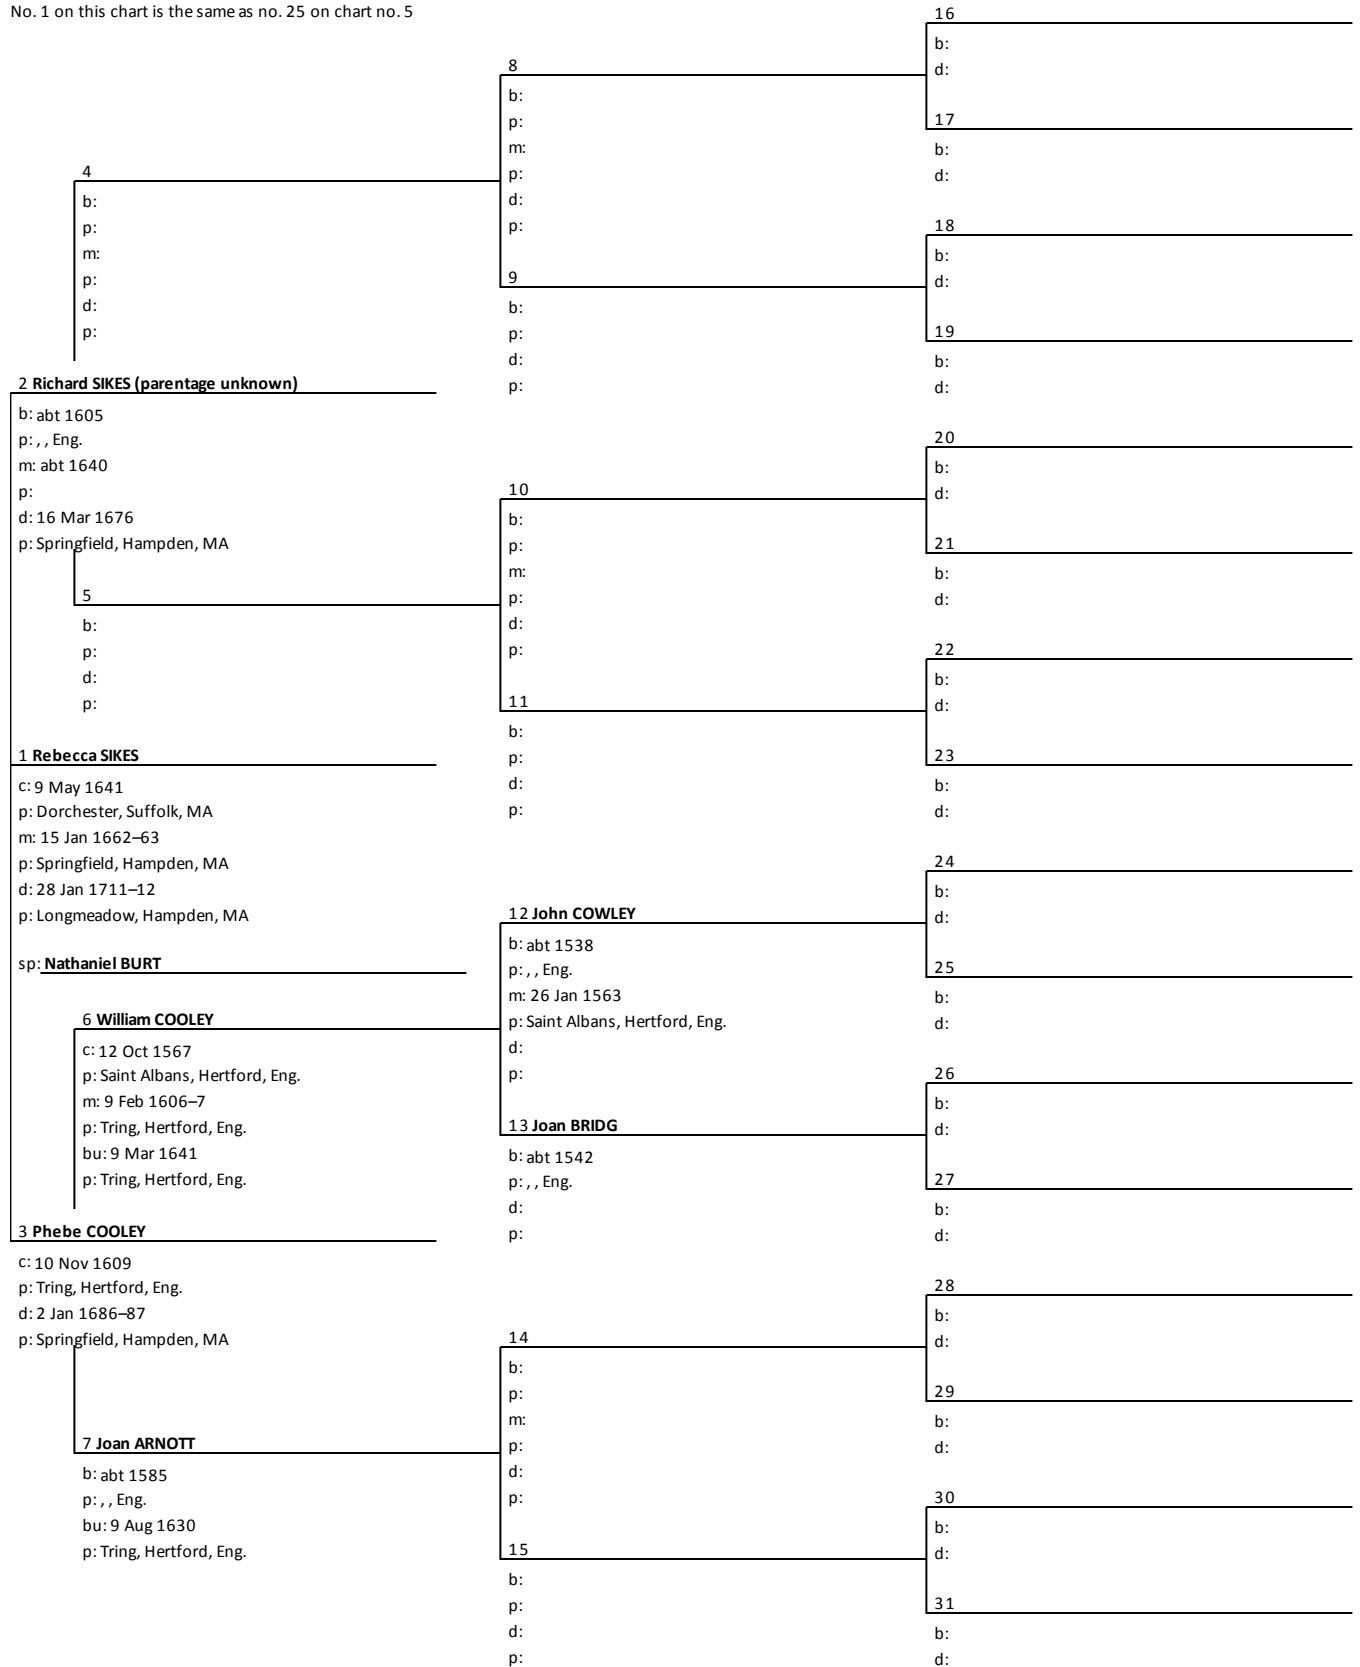 No. 1 on this chart is the same as no. 25 on chart no. 5
16
b:
d:
8
b:
p:
m:
p:
d:
p:
17
b:
d:
4
b:
p:
m:
p:
d:
p:
18
b:
d:
9
b:
p:
d:
p:
19
b:
d:
2 Richard SIKES (parentage unknown)
b: abt 1605
p: , , Eng.
m: abt 1640
p:
d: 16 Mar 1676
p: Springfield, Hampden, MA
20
b:
d:
10
b:
p:
m:
p:
d:
p:
21
b:
d:
5
b:
p:
d:
p:
22
b:
d:
11
b:
p:
d:
p:
23
b:
d:
1 Rebecca SIKES
c: 9 May 1641
p: Dorchester, Suffolk, MA
m: 15 Jan 1662–63
p: Springfield, Hampden, MA
d: 28 Jan 1711–12
p: Longmeadow, Hampden, MA
sp: Nathaniel BURT
24
b:
d:
12 John COWLEY
b: abt 1538
p: , , Eng.
m: 26 Jan 1563
p: Saint Albans, Hertford, Eng.
d:
p:
25
b:
d:
6 William COOLEY
c: 12 Oct 1567
p: Saint Albans, Hertford, Eng.
m: 9 Feb 1606–7
p: Tring, Hertford, Eng.
bu: 9 Mar 1641
p: Tring, Hertford, Eng.
26
b:
d:
13 Joan BRIDG
b: abt 1542
p: , , Eng.
d:
p:
27
b:
d:
3 Phebe COOLEY
c: 10 Nov 1609
p: Tring, Hertford, Eng.
d: 2 Jan 1686–87
p: Springfield, Hampden, MA
28
b:
d:
14
b:
p:
m:
p:
d:
p:
29
b:
d:
7 Joan ARNOTT
b: abt 1585
p: , , Eng.
bu: 9 Aug 1630
p: Tring, Hertford, Eng.
30
b:
d:
15
b:
p:
d:
p:
31
b:
d: